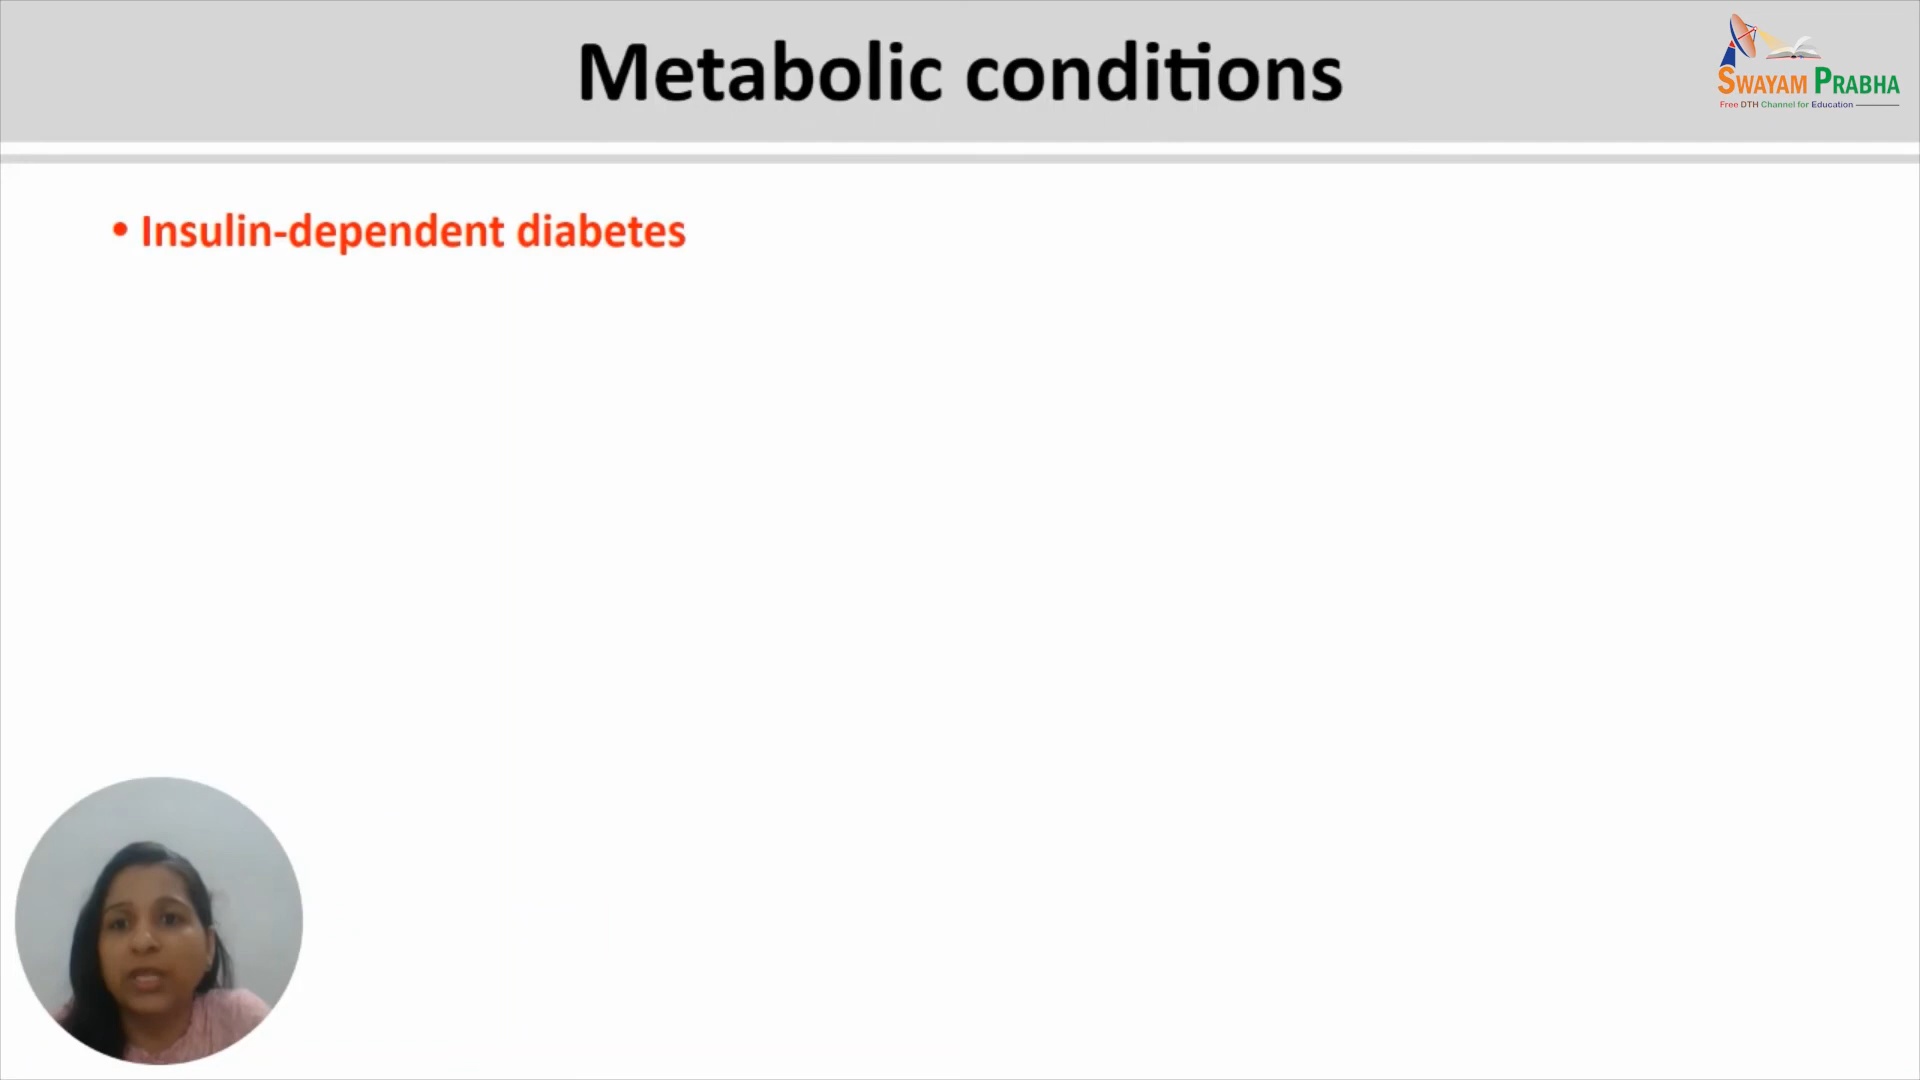 Metabolic conditions
SWAYAM PRABHA
Free DTH Channel for Education
• Insulin-dependent diabetes